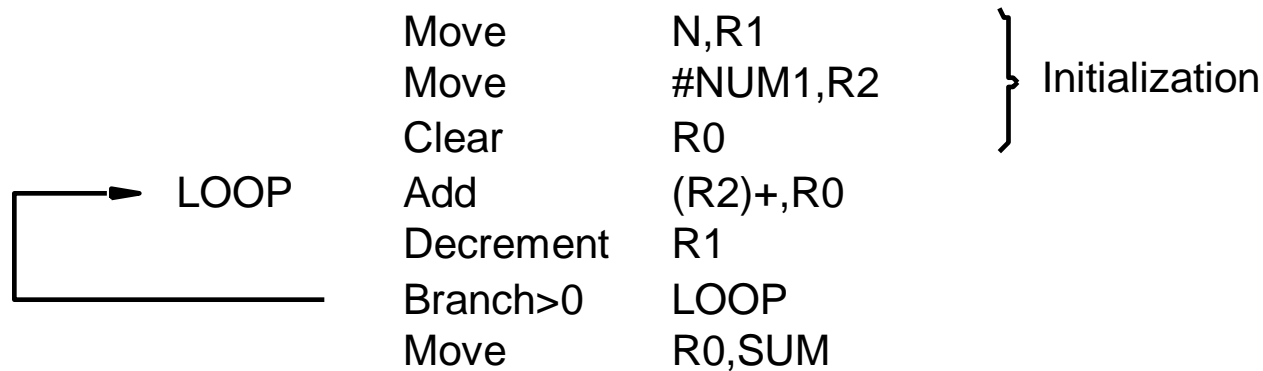 Move N,R1
Move #NUM1,R2 Initialization
Clear R0
LOOP Add (R2)+,R0
Decrement R1
Branch>0 LOOP
Move R0,SUM